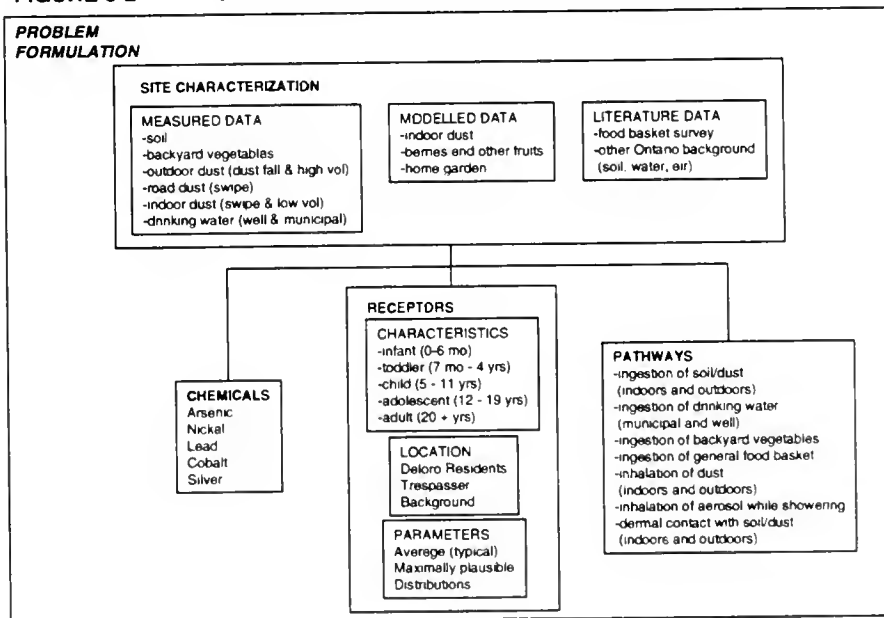 PROBLEM
FORMULATION
SITE CHARACTERIZATION
MEASURED DATA
-soil
-backyard vegetables
-outdoor dust (dust fall & high vol)
-road dust (swipe)
-indoor dust (swipe & low vol)
-drinking water (well & municipal)
MODELLED DATA
-indoor dust
-berries end other fruits
-home garden
LITERATURE DATA
-food basket survey
-other Ontario background
(soil, water, eir)
CHEMICALS
Arsenic
Nickal
Lead
Cobalt
Silver
RECEPTORS
CHARACTERISTICS
-infant (0-6 mo)
-toddler (7 mo - 4 yrs)
-child (5 - 11 yrs)
-adolescent (12 - 19 yrs)
-adult (20 + yrs)
LOCATION
Deloro Residents
Trespasser
Background
PARAMETERS
Average (typical)
Maximally plausible
Distributions
PATHWAYS
-ingestion of soil/dust
(indoors and outdoors)
-ingestion of drinking water
(municipal and well)
-ingestion of backyard vegetables
-ingestion of general food basket
-inhalation of dust
(indoors and outdoors)
-inhalation of aerosol while showering
-dermal contact with soil/dust
(indoors and outdoors)